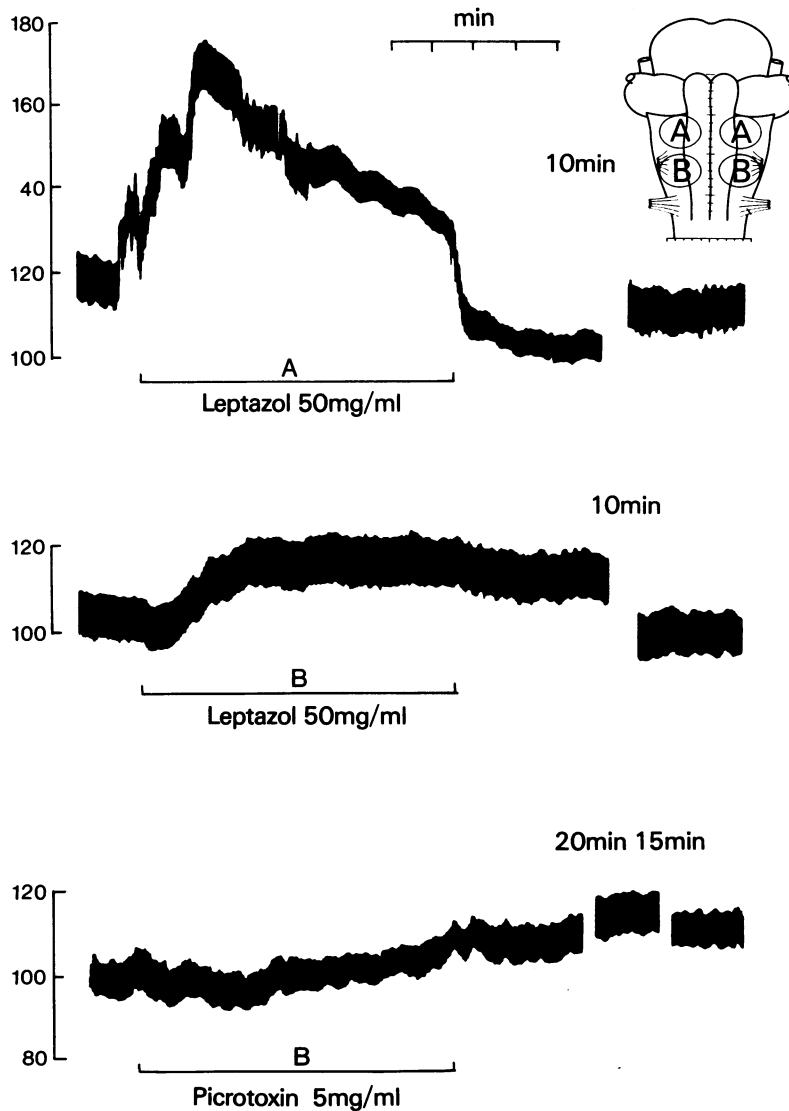 180
min
160
A A
10min
B B
40
120
100
A
Leptazol 50mg/ml
10min
120
100
B
Leptazol 50mg/ml
20min 15min
120
100
80
B
Picrotoxin 5mg/ml